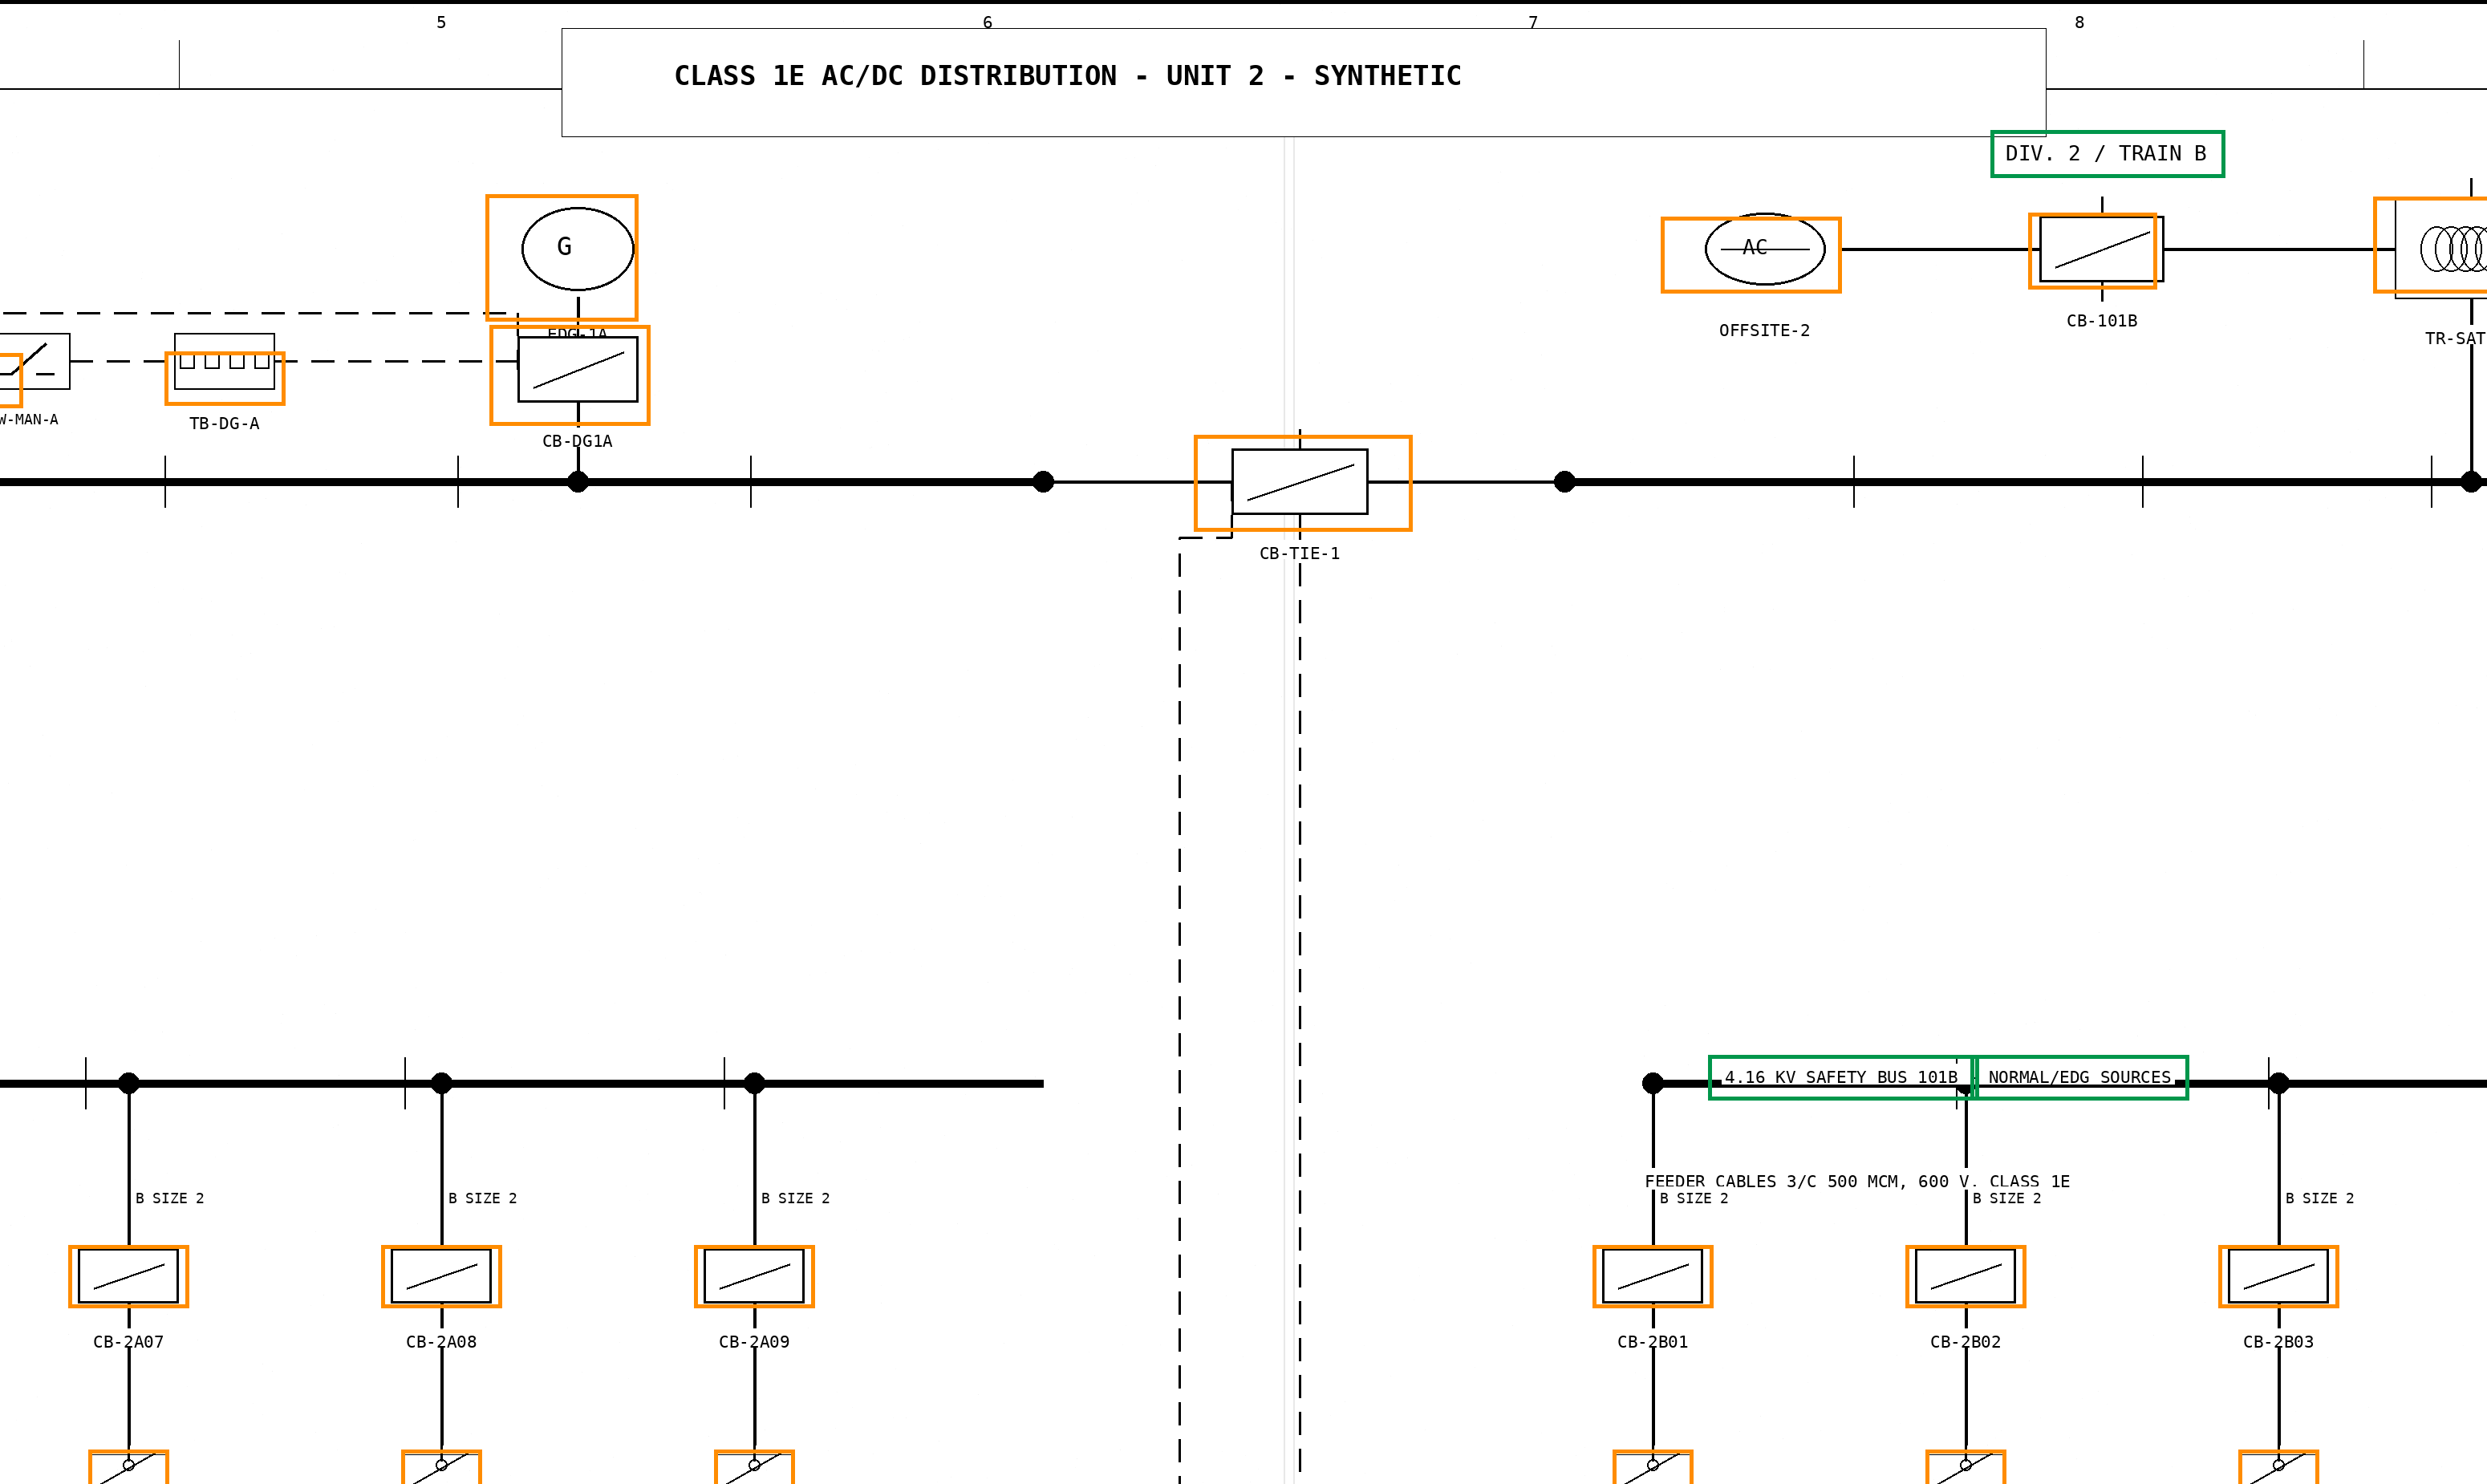 5 6 7 8
CLASS 1E AC/DC DISTRIBUTION - UNIT 2 - SYNTHETIC
DIV. 2 / TRAIN B
G
AC
EDG-1A
OFFSITE-2
CB-101B
TR-SAT
W-MAN-A
TB-DG-A
CB-DG1A
CB-TIE-1
4.16 KV SAFETY BUS 101B
NORMAL/EDG SOURCES
FEEDER CABLES 3/C 500 MCM, 600 V. CLASS 1E
B SIZE 2 B SIZE 2 B SIZE 2 B SIZE 2 B SIZE 2 B SIZE 2
CB-2A07 CB-2A08 CB-2A09 CB-2B01 CB-2B02 CB-2B03